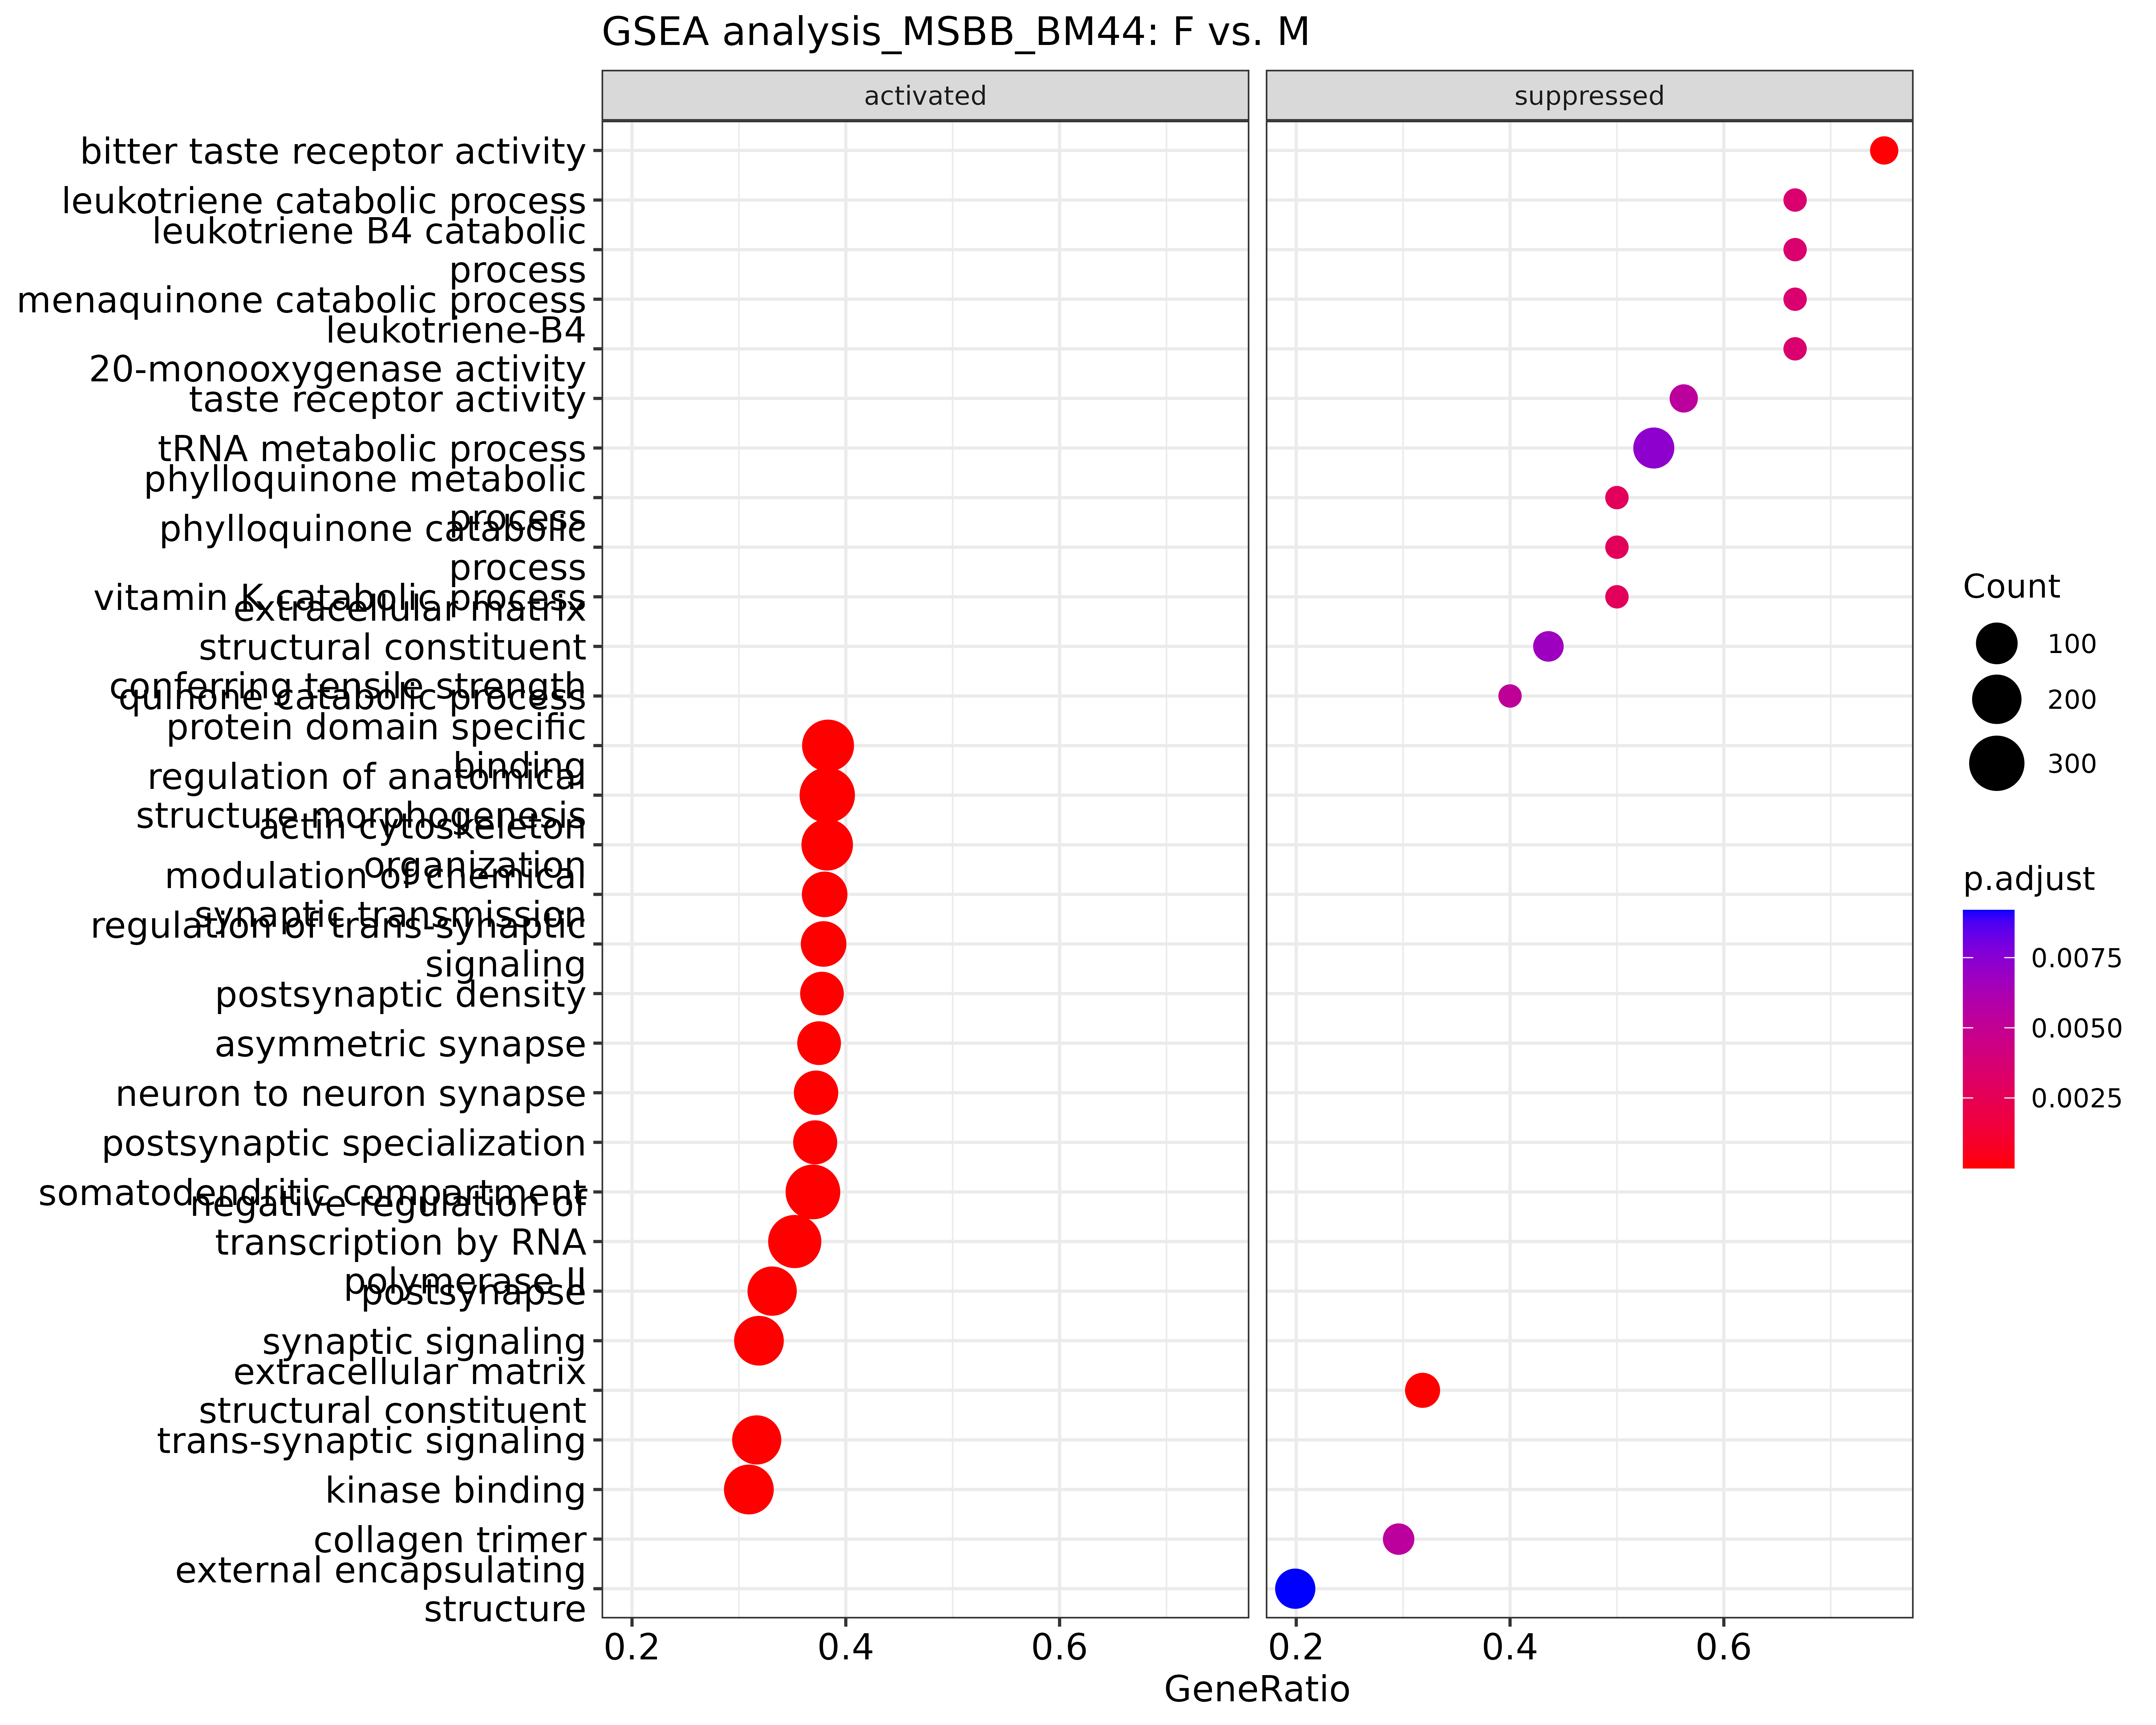 GSEA analysis_MSBB_BM44: F vs. M
activated
suppressed
bitter taste receptor activity
leukotriene catabolic process
leukotriene B4 catabolic
process
menaquinone catabolic process
leukotriene-B4
20-monooxygenase activity
taste receptor activity
tRNA metabolic process
phylloquinone metabolic
process
phylloquinone catabolic
process
vitamin K catabolic process
extracellular matrix
structural constituent
conferring tensile strength
quinone catabolic process
protein domain specific
binding
regulation of anatomical
structure morphogenesis
actin cytoskeleton
organization
modulation of chemical
synaptic transmission
regulation of trans-synaptic
signaling
postsynaptic density
asymmetric synapse
neuron to neuron synapse
postsynaptic specialization
somatodendritic compartment
negative regulation of
transcription by RNA
polymerase II
postsynapse
synaptic signaling
extracellular matrix
structural constituent
trans-synaptic signaling
kinase binding
collagen trimer
external encapsulating
structure
0.2 0.4 0.6
0.2 0.4 0.6
GeneRatio
Count
100
200
300
p.adjust
0.0075
0.0050
0.0025